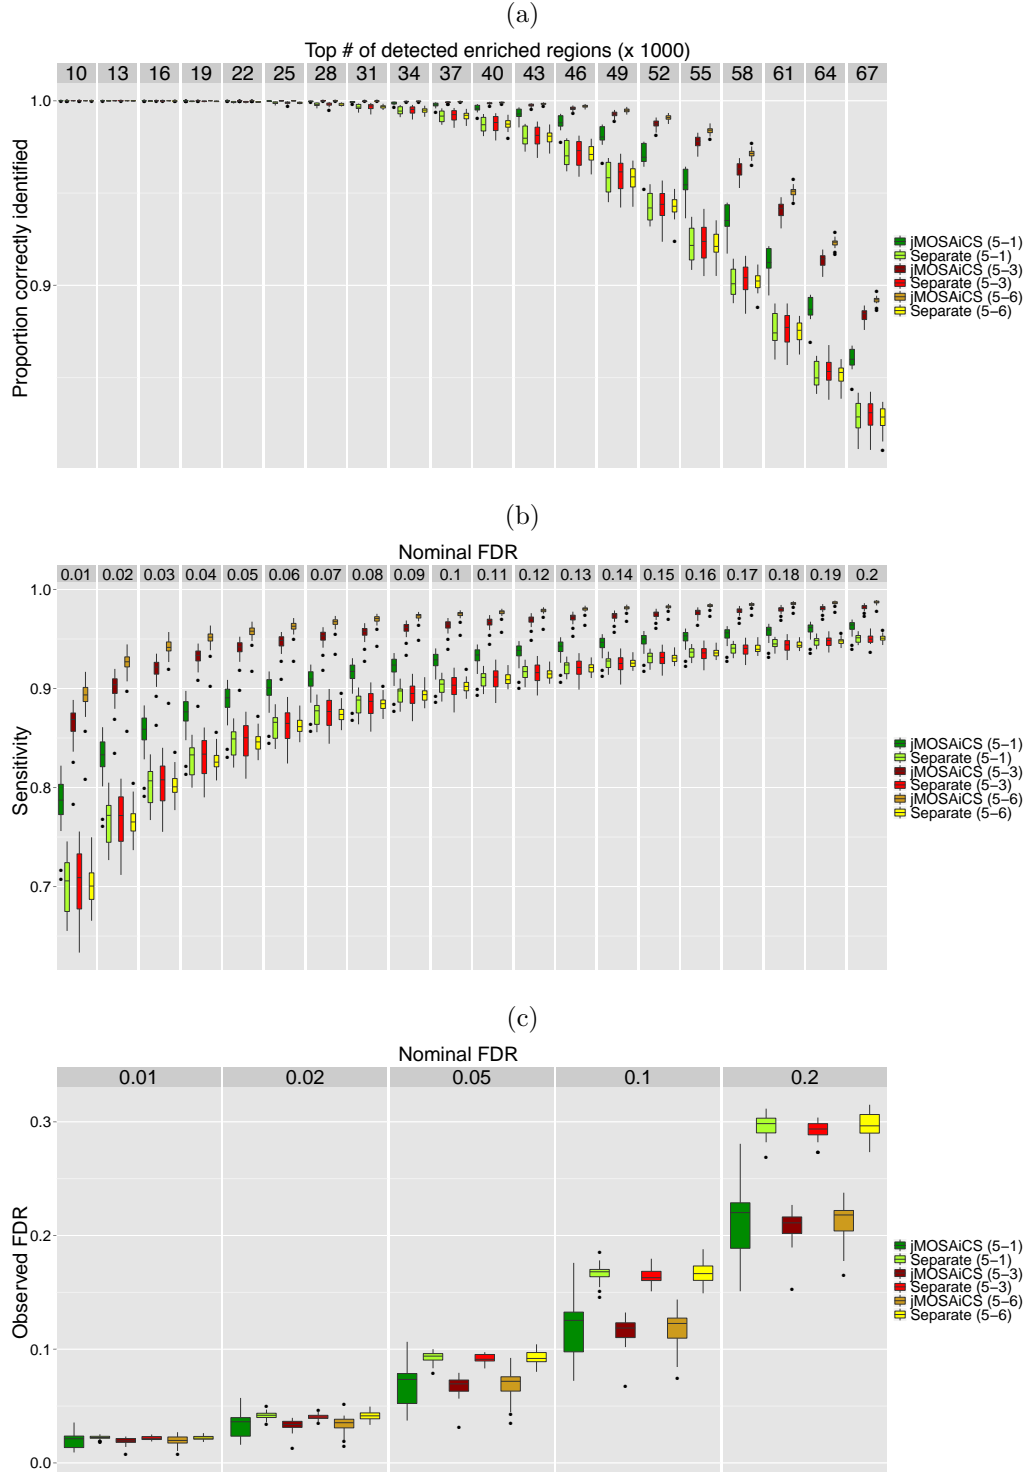 (a)
Top # of detected enriched regions (x 1000)
10 13 16 19 22 25 28 31 34 37 40 43 46 49 52 55 58 61 64 67
1.0
0.9
Proportion correctly identified
jMOSAiCS (5−1)
Separate (5−1)
jMOSAiCS (5−3)
Separate (5−3)
jMOSAiCS (5−6)
Separate (5−6)
(b)
Nominal FDR
0.01 0.02 0.03 0.04 0.05 0.06 0.07 0.08 0.09 0.1 0.11 0.12 0.13 0.14 0.15 0.16 0.17 0.18 0.19 0.2
1.0
0.9
0.8
0.7
Sensitivity
jMOSAiCS (5−1)
Separate (5−1)
jMOSAiCS (5−3)
Separate (5−3)
jMOSAiCS (5−6)
Separate (5−6)
(c)
Nominal FDR
0.01 0.02 0.05 0.1 0.2
0.3
0.2
0.1
0.0
Observed FDR
jMOSAiCS (5−1)
Separate (5−1)
jMOSAiCS (5−3)
Separate (5−3)
jMOSAiCS (5−6)
Separate (5−6)